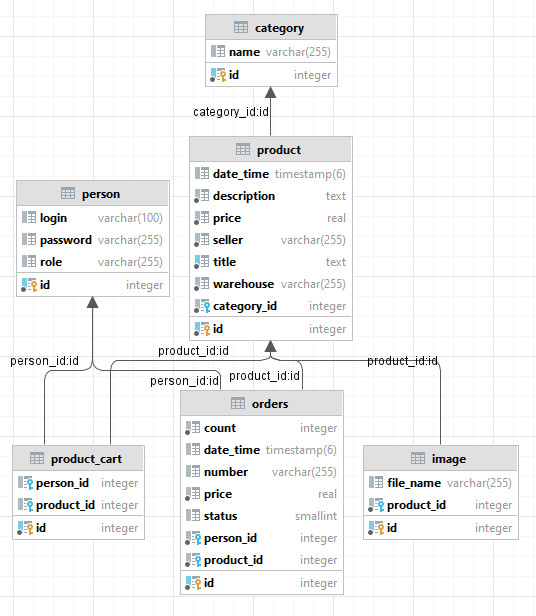 category
name varchar(255)
id integer
category_id:id
product
date_time timestamp(6)
description text
price real
seller varchar(255)
title text
warehouse varchar(255)
category_id integer
id integer
person
login varchar(100)
password varchar(255)
role varchar(255)
id integer
person_id:id
product_id:id
person_id:id
product_id:id
product_id:id
product_cart
person_id integer
product_id integer
id integer
orders
count integer
date_time timestamp(6)
number varchar(255)
price real
status smallint
person_id integer
product_id integer
id integer
image
file_name varchar(255)
product_id integer
id integer